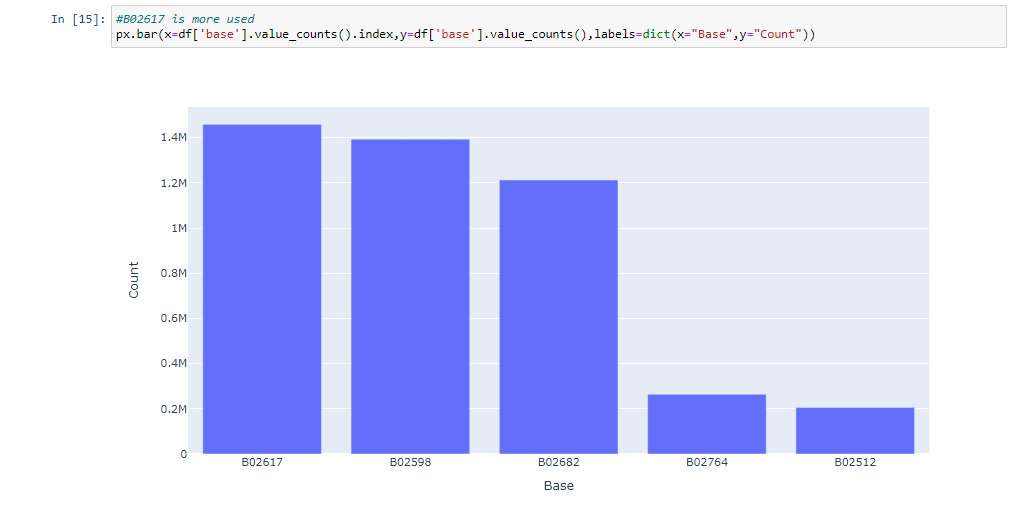 In [15]: #B02617 is more used
px.bar(x=df['base'].value_counts().index,y=df['base'].value_counts(),labels=dict(x="Base",y="Count"))
1.4M
1.2M
1M
0.8M
0.6M
0.4M
0.2M
0
Count
B02617 B02598 B02682 B02764 B02512
Base